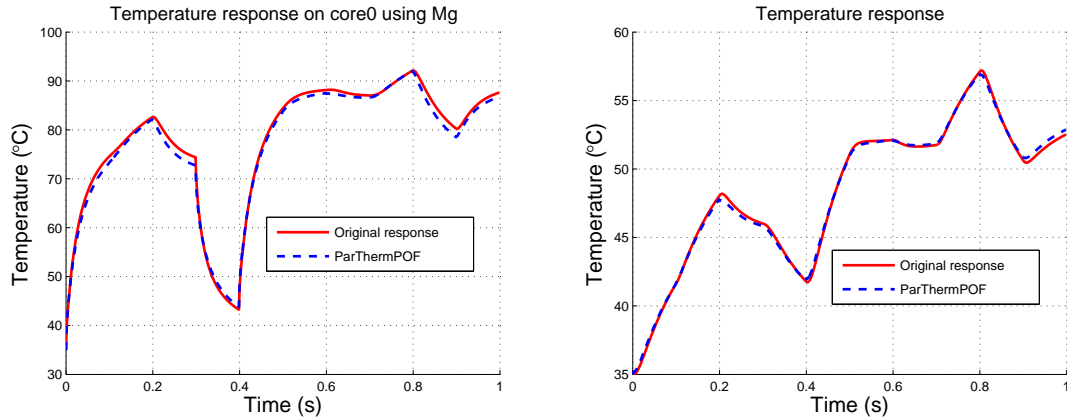 Temperature response on core0 using Mg
100
90
80
70
60
50
40
30
0
0.2
0.4
0.6
0.8
1
Temperature (°C)
Time (s)
Original response
ParThermPOF
Temperature response
60
55
50
45
40
35
0
0.2
0.4
0.6
0.8
1
Temperature (°C)
Time (s)
Original response
ParThermPOF